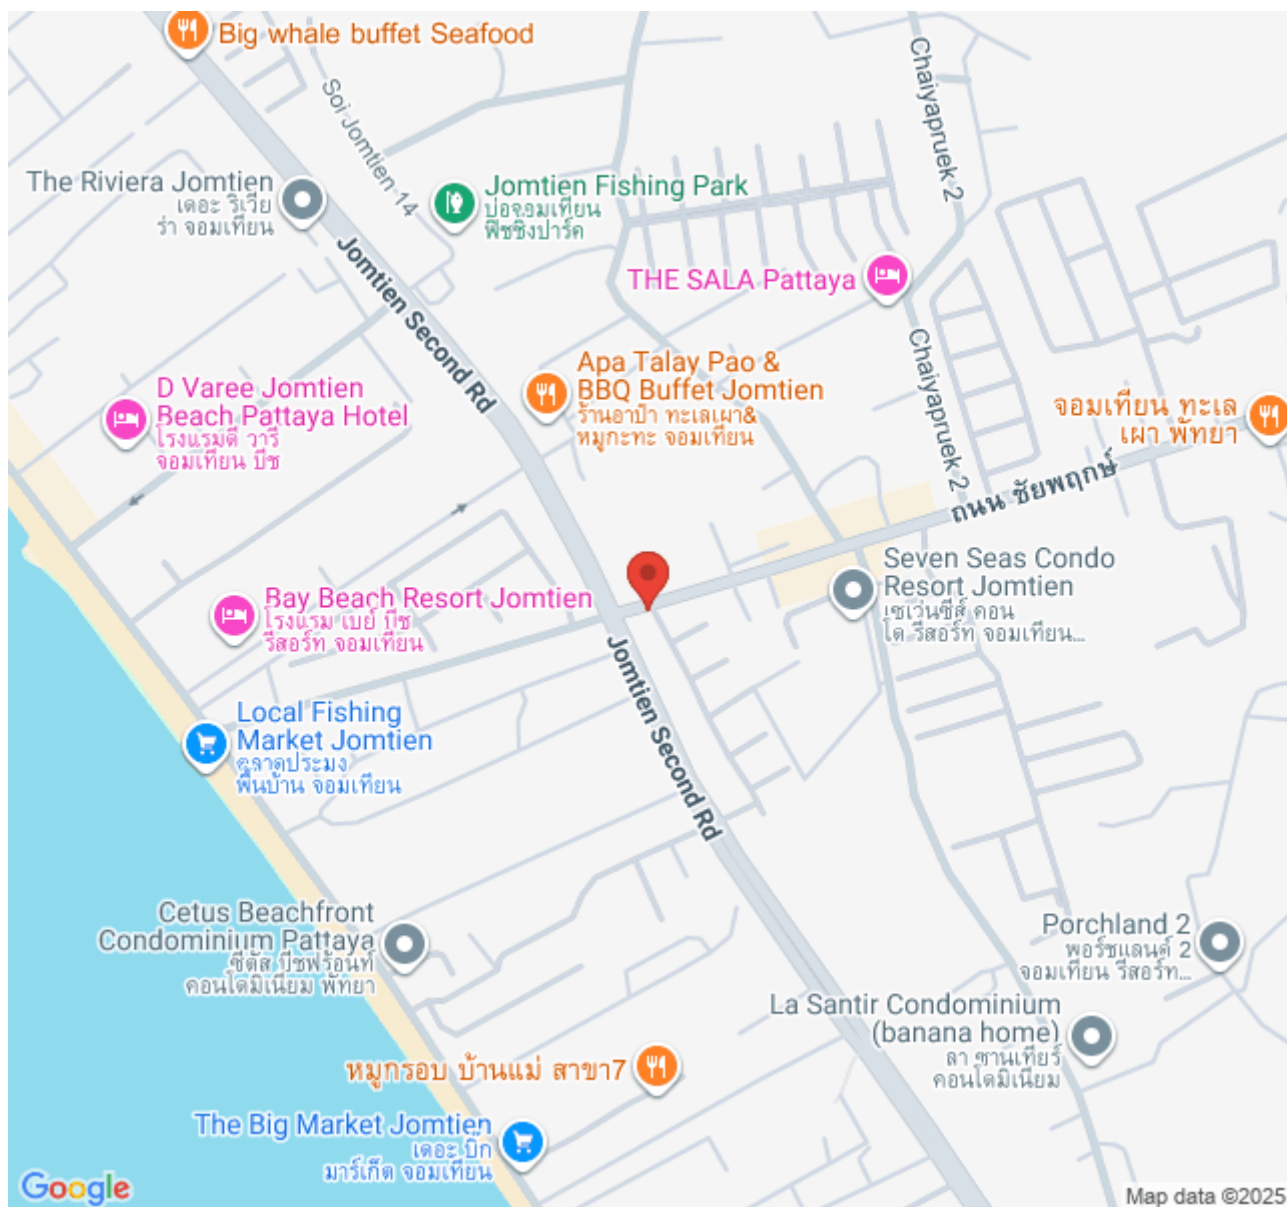 Big whale buffet Seafood
Chaiyapruek 2
Soi Jomtien 14
The Riviera Jomtien
เดอะ ริเวีย
ร่า จอมเทียน
Jomtien Fishing Park
บ่อจอมเทียน
ฟิชชิงปาร์ค
THE SALA Pattaya
Jomtien Second Rd
Chaiyapruek 2
Apa Talay Pao &
BBQ Buffet Jomtien
ร้านอาป๋า ทะเลเผา&
หมูกะทะ จอมเทียน
D Varee Jomtien
Beach Pattaya Hotel
โรงแรมดี วารี
จอมเทียน บีช
จอมเทียน ทะเล
เผา พัทยา
ถนน ชัยพฤกษ์
Seven Seas Condo
Resort Jomtien
เซเว่นซีส์ คอน
โด รีสอร์ท จอมเทียน...
Bay Beach Resort Jomtien
โรงแรม เบย์ บีช
รีสอร์ท จอมเทียน
Jomtien Second Rd
Local Fishing
Market Jomtien
ตลาดประมง
พื้นบ้าน จอมเทียน
Cetus Beachfront
Condominium Pattaya
ซีตัส บีชฟร้อนท์
คอนโดมิเนียม พัทยา
Porchland 2
พอร์ชแลนด์ 2
จอมเทียน รีสอร์ท...
La Santir Condominium
(banana home)
ลา ซานเทียร์
คอนโดมิเนียม
หมูกรอบ บ้านแม่ สาขา7
The Big Market Jomtien
เดอะ บิ๊ก
มาร์เก็ต จอมเทียน
Google
Map data ©2025